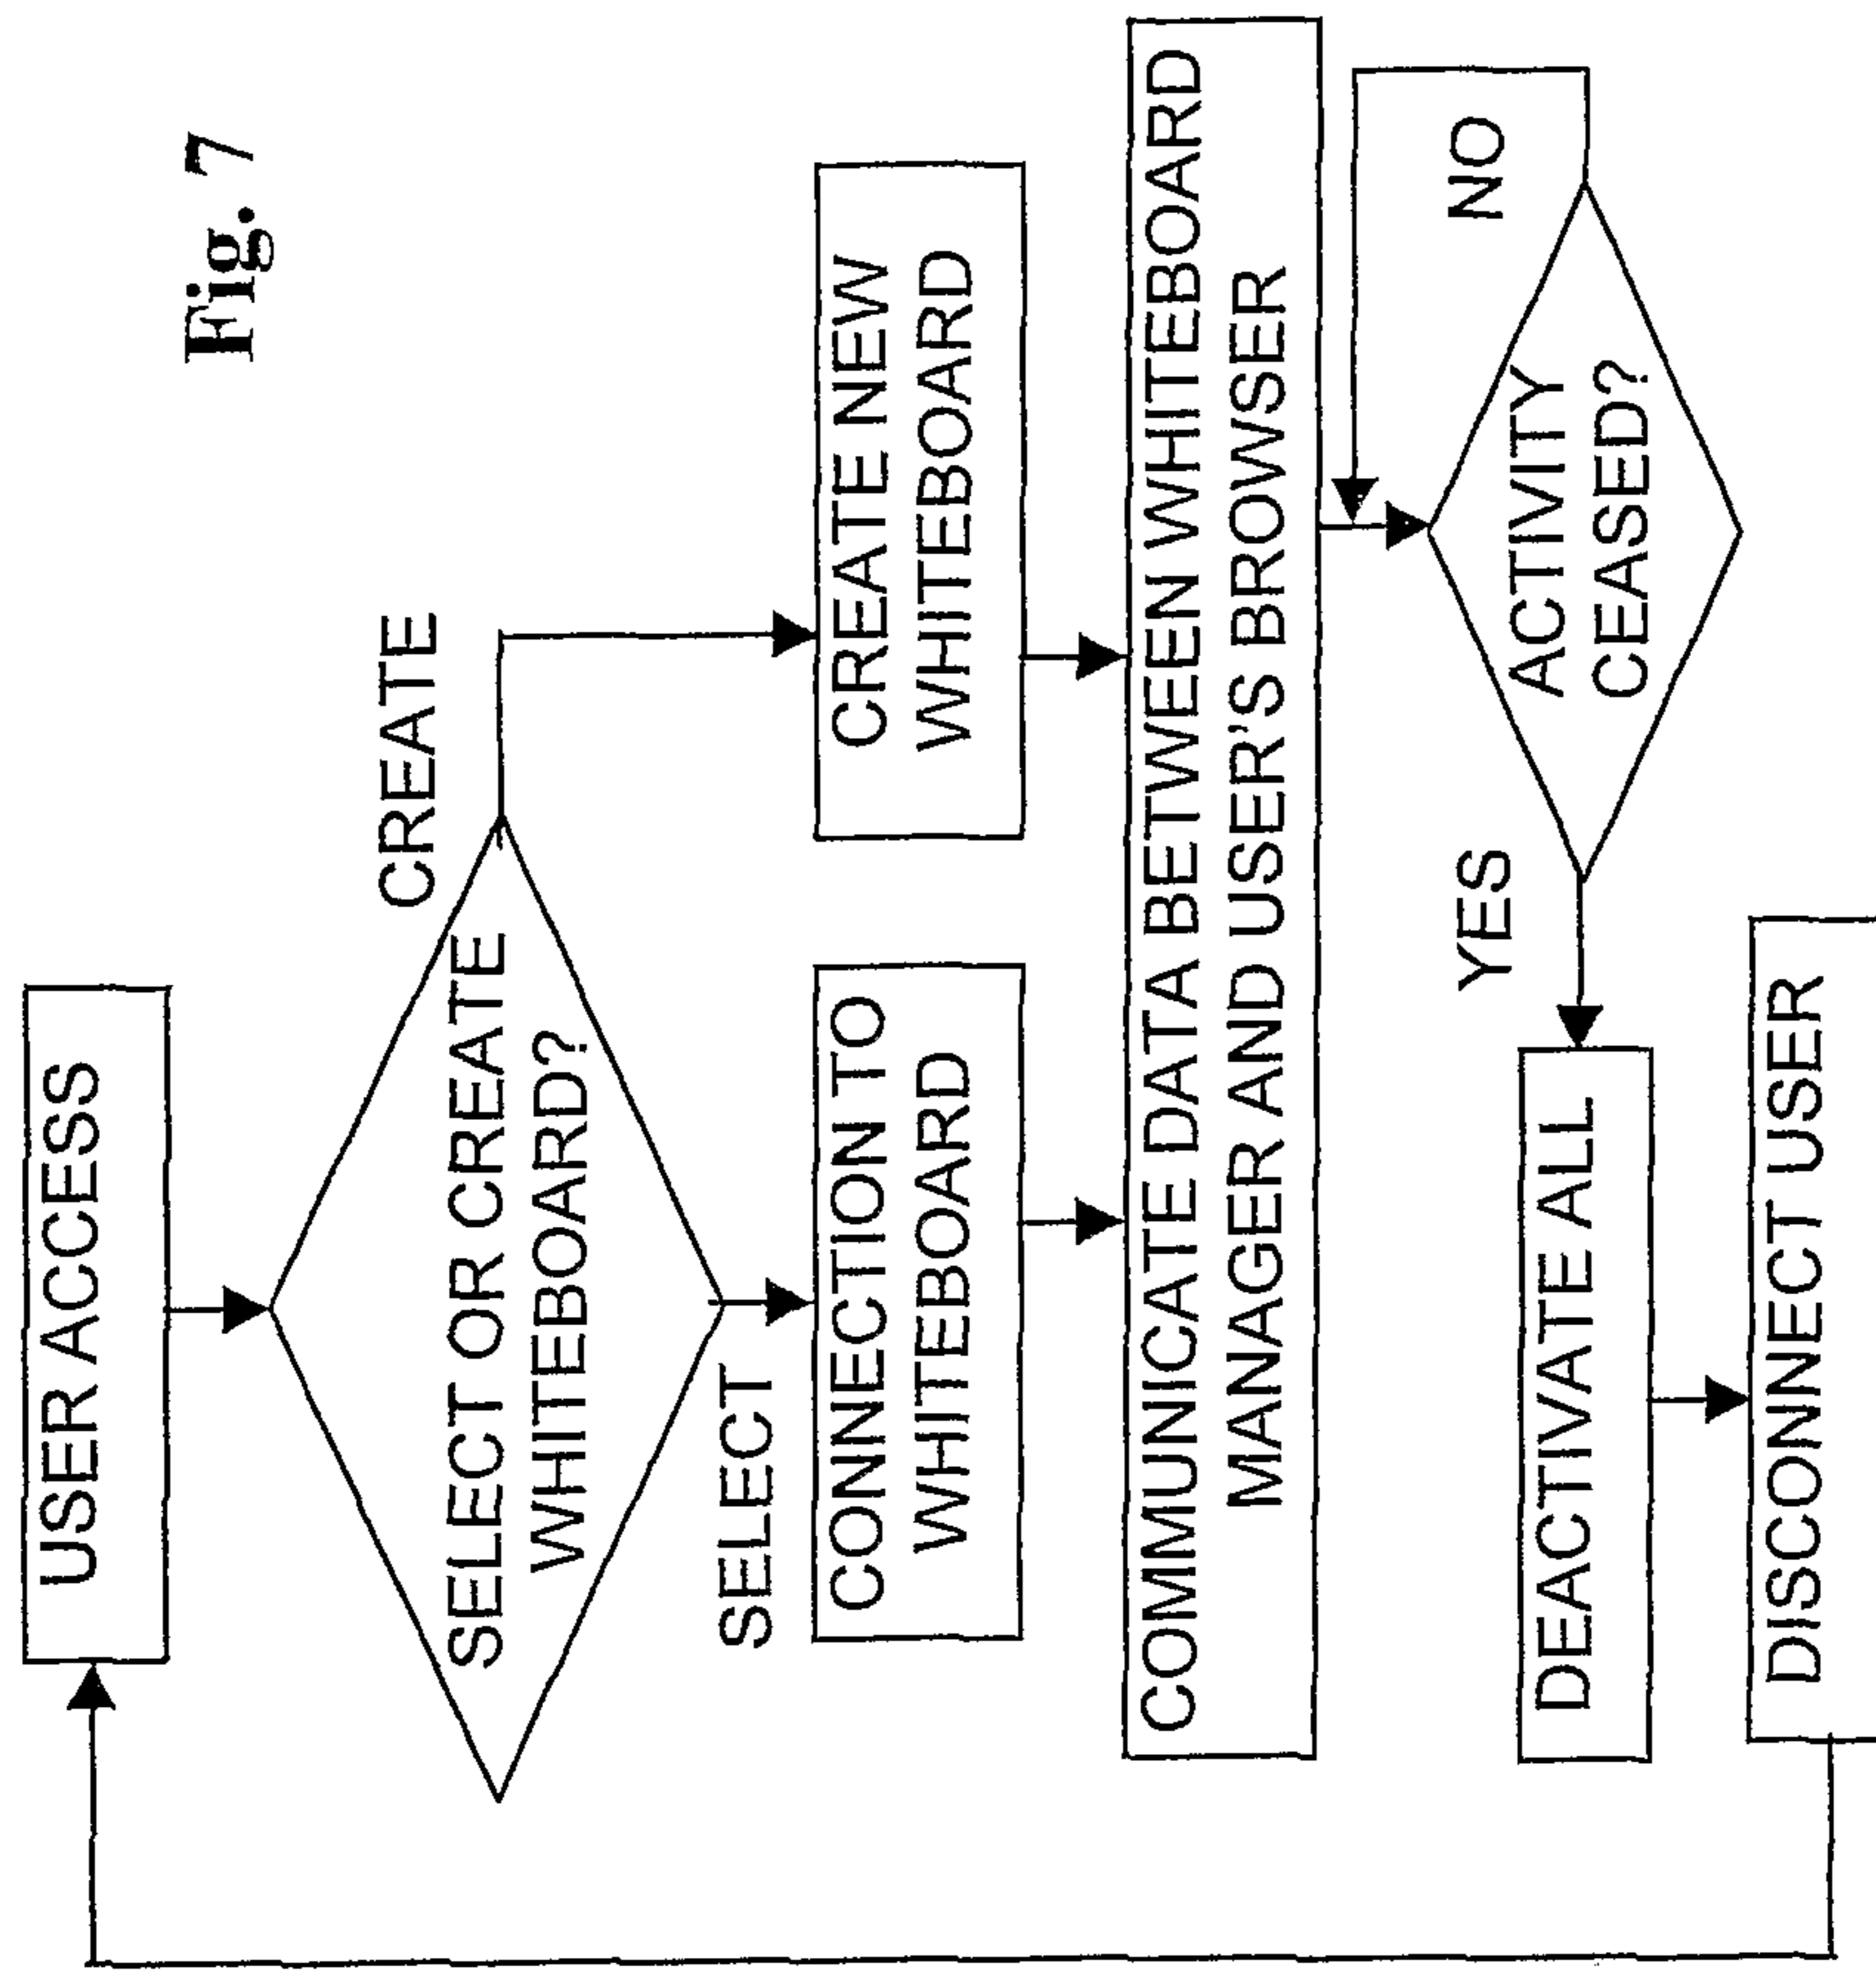 Fig. 7
USER ACCESS
SELECT OR CREATE
WHITEBOARD?
CREATE
SELECT
CONNECTION TO
WHITEBOARD
CREATE NEW
WHITEBOARD
COMMUNICATE DATA BETWEEN WHITEBOARD
MANAGER AND USER'S BROWSER
ACTIVITY
CEASED?
NO
YES
DEACTIVATE ALL
DISCONNECT USER